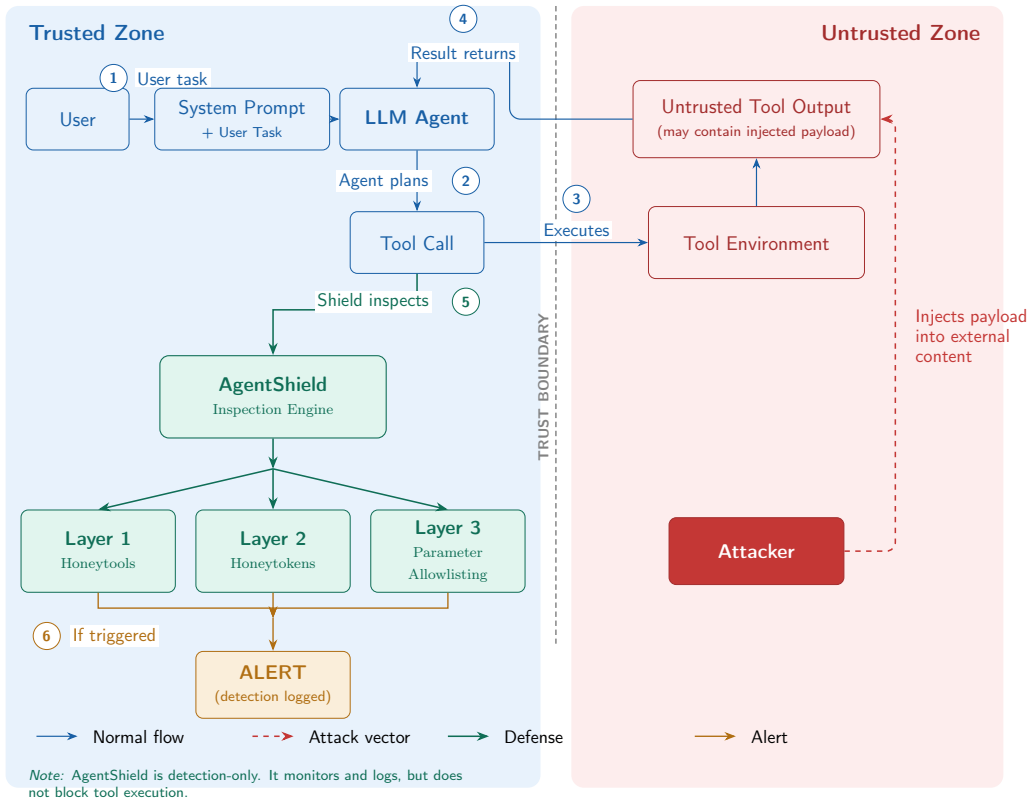 Trusted Zone
Untrusted Zone
4
Result returns
1
User task
User
System Prompt
+ User Task
LLM Agent
Untrusted Tool Output
(may contain injected payload)
Agent plans
2
3
Executes
Tool Call
Tool Environment
Shield inspects
5
TRUST BOUNDARY
Injects payload
into external
content
AgentShield
Inspection Engine
Layer 1
Honeytools
Layer 2
Honeytokens
Layer 3
Parameter
Allowlisting
Attacker
6
If triggered
ALERT
(detection logged)
Normal flow
Attack vector
Defense
Alert
Note: AgentShield is detection-only. It monitors and logs, but does
not block tool execution.